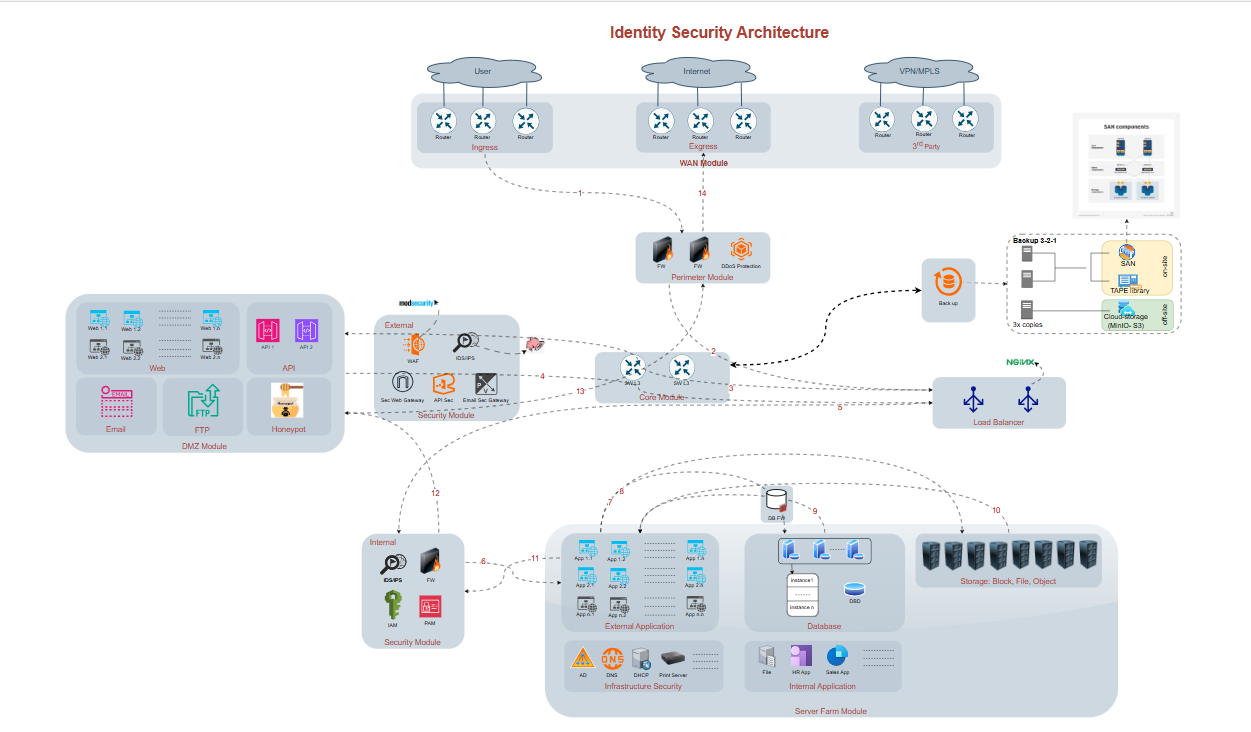 Identity Security Architecture
User
Internet
VPN/MPLS
Router
Router
Router
Ingress
Router
Router
Router
Exgress
Router
Router
Router
3rd Party
WAN Module
SAN components
1
14
FW
FW
DDoS Protection
Perimeter Module
Back up
Backup 3-2-1
SAN
TAPE library
on-site
3x copies
Cloud-storage
(MinIO- S3)
off-site
modsecurity
External
WAF
IDS/IPS
Sec Web Gateway
API Sec
Email Sec Gateway
Security Module
Web 1.1
Web 1.2
Web 1.n
Web 2.1
Web 2.2
Web 2.n
Web
API 1
API 2
API
EMAIL
Email
FTP
FTP
Honeypot
Honeypot
DMZ Module
SW L3
SW L3
Core Module
2
3
4
13
5
NGINX
Load Balancer
12
Internal
IDS/IPS
FW
IAM
PAM
Security Module
6
11
7
8
9
10
DB FW
App 1.1
App 1.2
App 1.n
App 2.1
App 2.2
App 2.n
App n.1
App n.2
App n.n
External Application
instance1
......
instance n
DBD
Database
Storage: Block, File, Object
AD
DNS
DNS
DHCP
Print Server
Infrastructure Security
File
HR App
Sales App
Internal Application
Server Farm Module